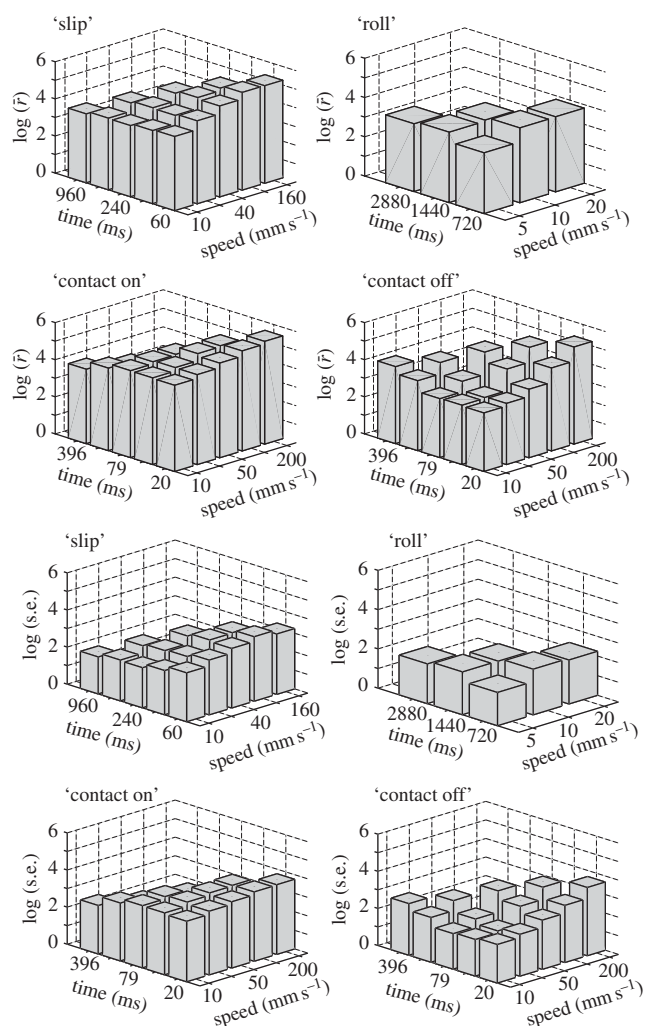 ‘slip’
6
4
2
0
log (r̄)
960
240
60
time (ms)
10
40
160
speed (mm s⁻¹)
‘roll’
6
4
2
0
log (r̄)
2880
1440
720
time (ms)
5
10
20
speed (mm s⁻¹)
‘contact on’
6
4
2
0
log (r̄)
396
79
20
time (ms)
10
50
200
speed (mm s⁻¹)
‘contact off’
6
4
2
0
log (r̄)
396
79
20
time (ms)
10
50
200
speed (mm s⁻¹)
‘slip’
6
4
2
0
log (s.e.)
960
240
60
time (ms)
10
40
160
speed (mm s⁻¹)
‘roll’
6
4
2
0
log (s.e.)
2880
1440
720
time (ms)
5
10
20
speed (mm s⁻¹)
‘contact on’
6
4
2
0
log (s.e.)
396
79
20
time (ms)
10
50
200
speed (mm s⁻¹)
‘contact off’
6
4
2
0
log (s.e.)
396
79
20
time (ms)
10
50
200
speed (mm s⁻¹)